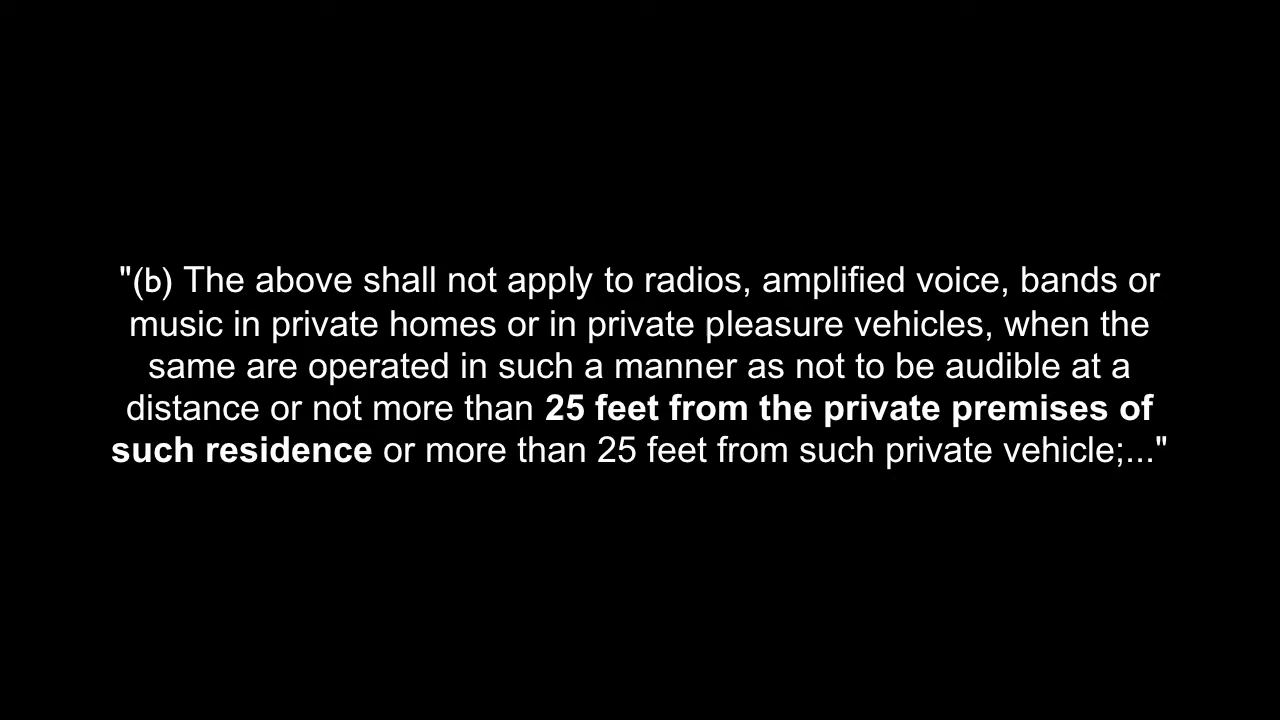 "(b) The above shall not apply to radios, amplified voice, bands or
music in private homes or in private pleasure vehicles, when the
same are operated in such a manner as not to be audible at a
distance or not more than 25 feet from the private premises of
such residence or more than 25 feet from such private vehicle;..."